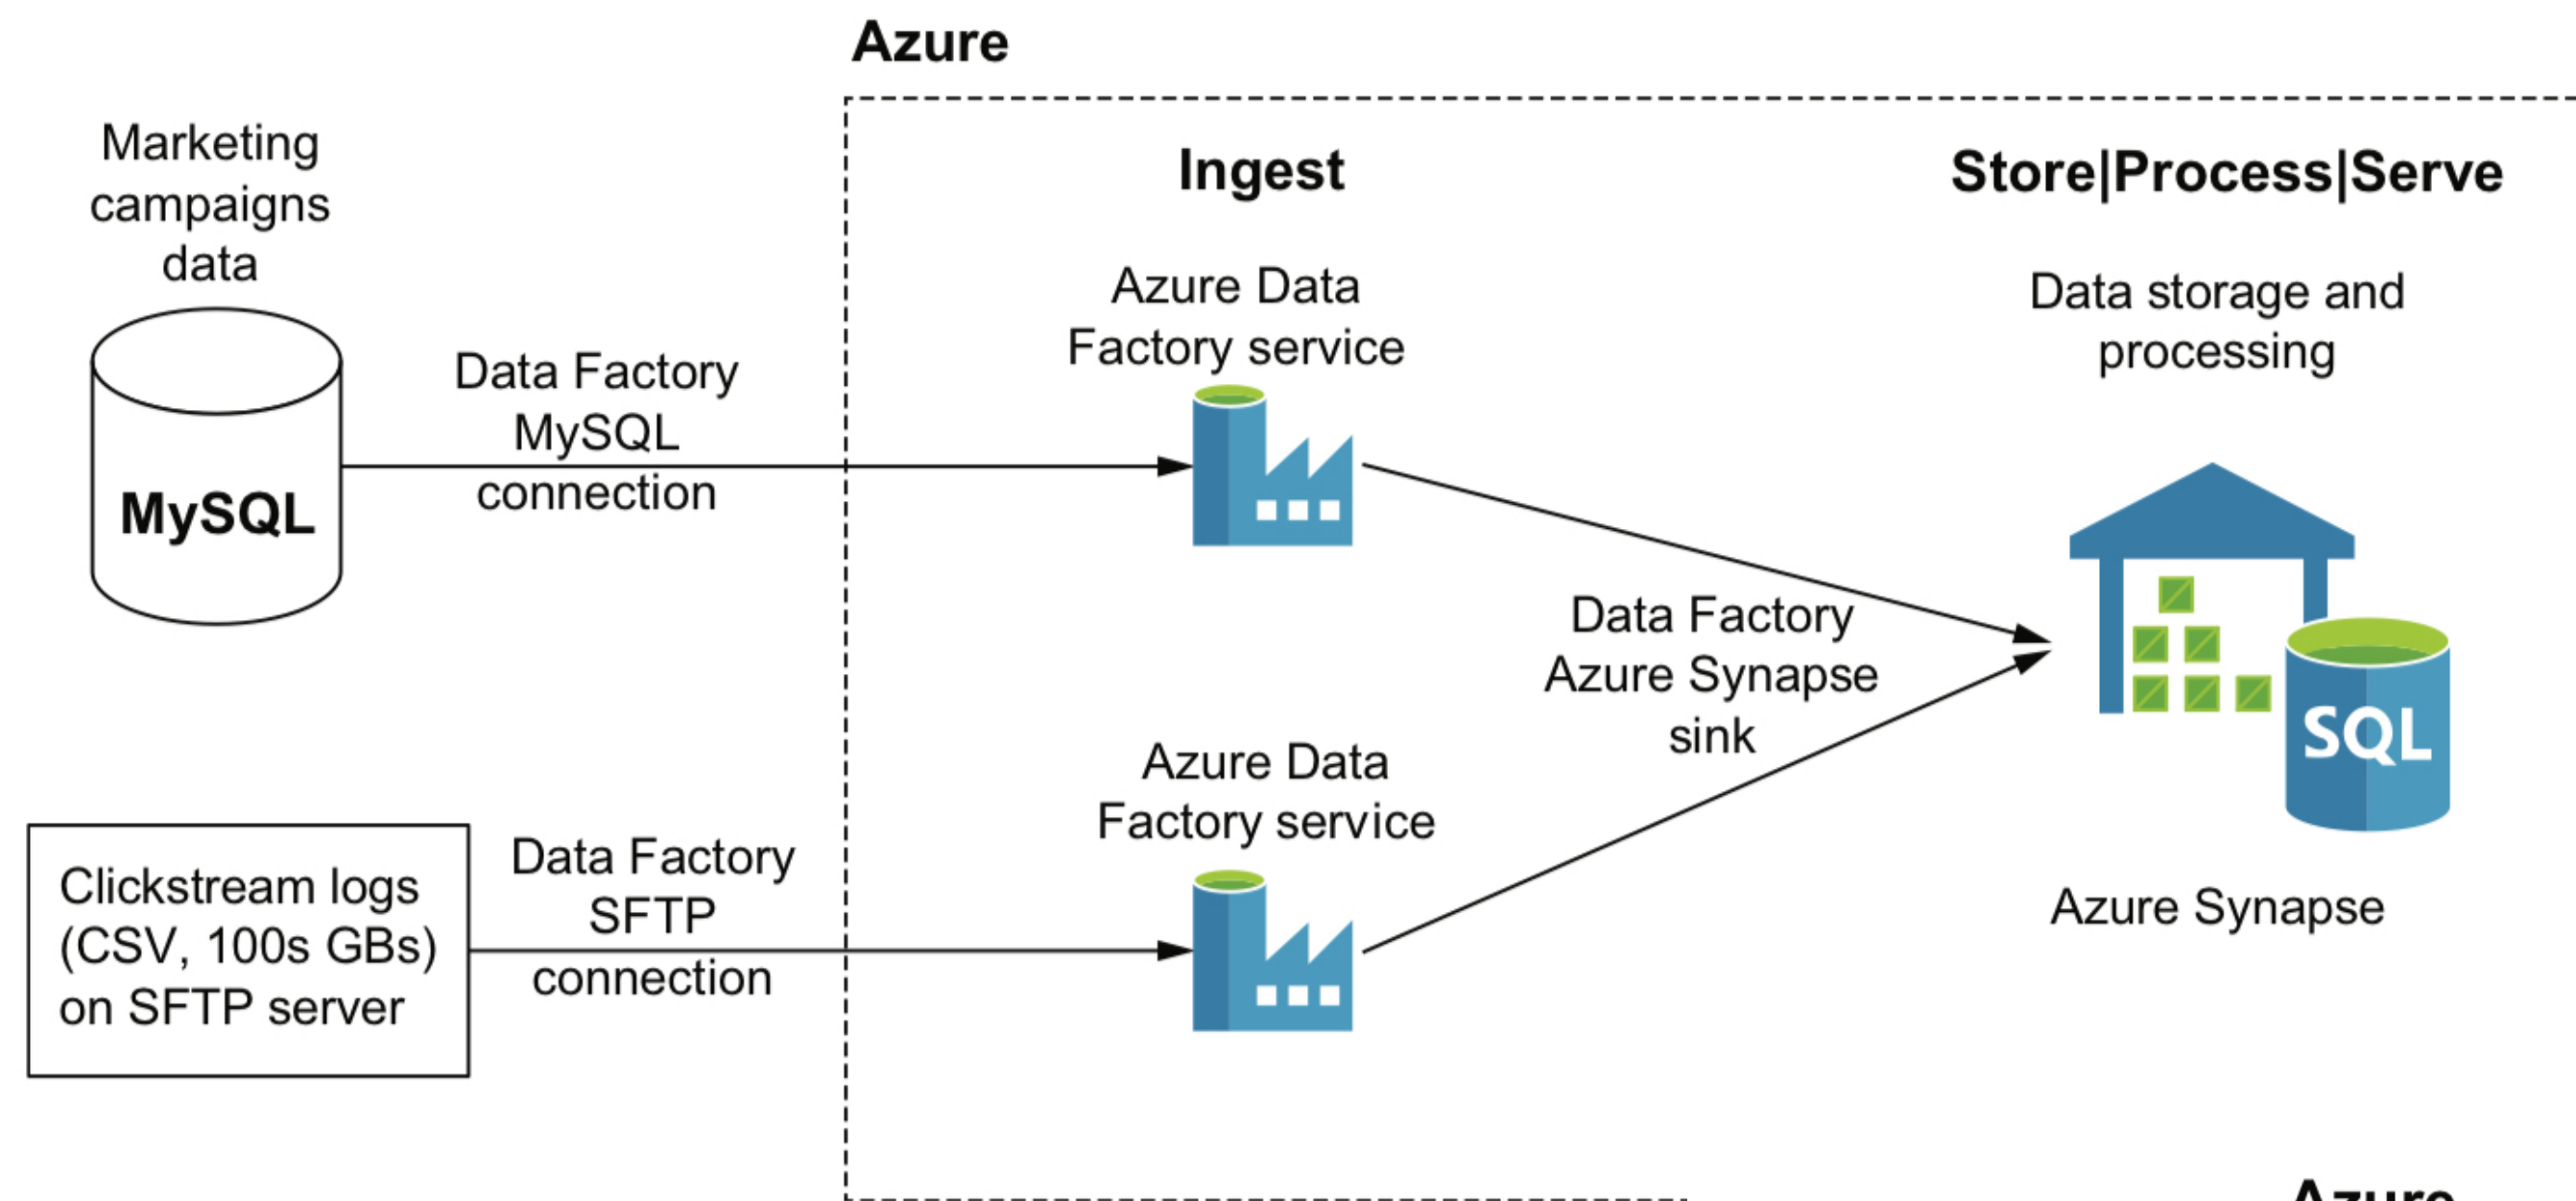 Azure
Marketing
campaigns
data
MySQL
Data Factory
MySQL
connection
Ingest
Azure Data
Factory service
Store|Process|Serve
Data storage and
processing
Data Factory
Azure Synapse
sink
SQL
Azure Synapse
Clickstream logs
(CSV, 100s GBs)
on SFTP server
Data Factory
SFTP
connection
Azure Data
Factory service
Azure